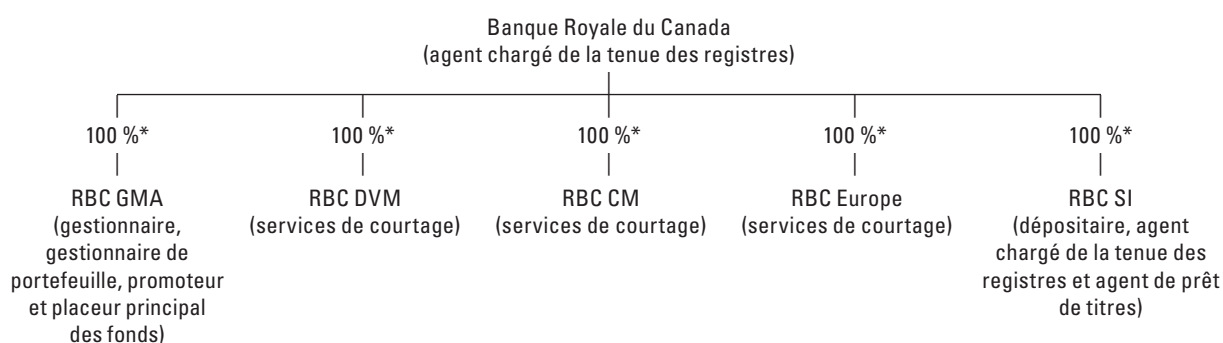 Banque Royale du Canada
(agent chargé de la tenue des registres)
100 %*
100 %*
100 %*
100 %*
100 %*
RBC GMA
(gestionnaire,
gestionnaire de
portefeuille, promoteur
et placeur principal
des fonds)
RBC DVM
(services de courtage)
RBC CM
(services de courtage)
RBC Europe
(services de courtage)
RBC SI
(dépositaire, agent
chargé de la tenue des
registres et agent de prêt
de titres)